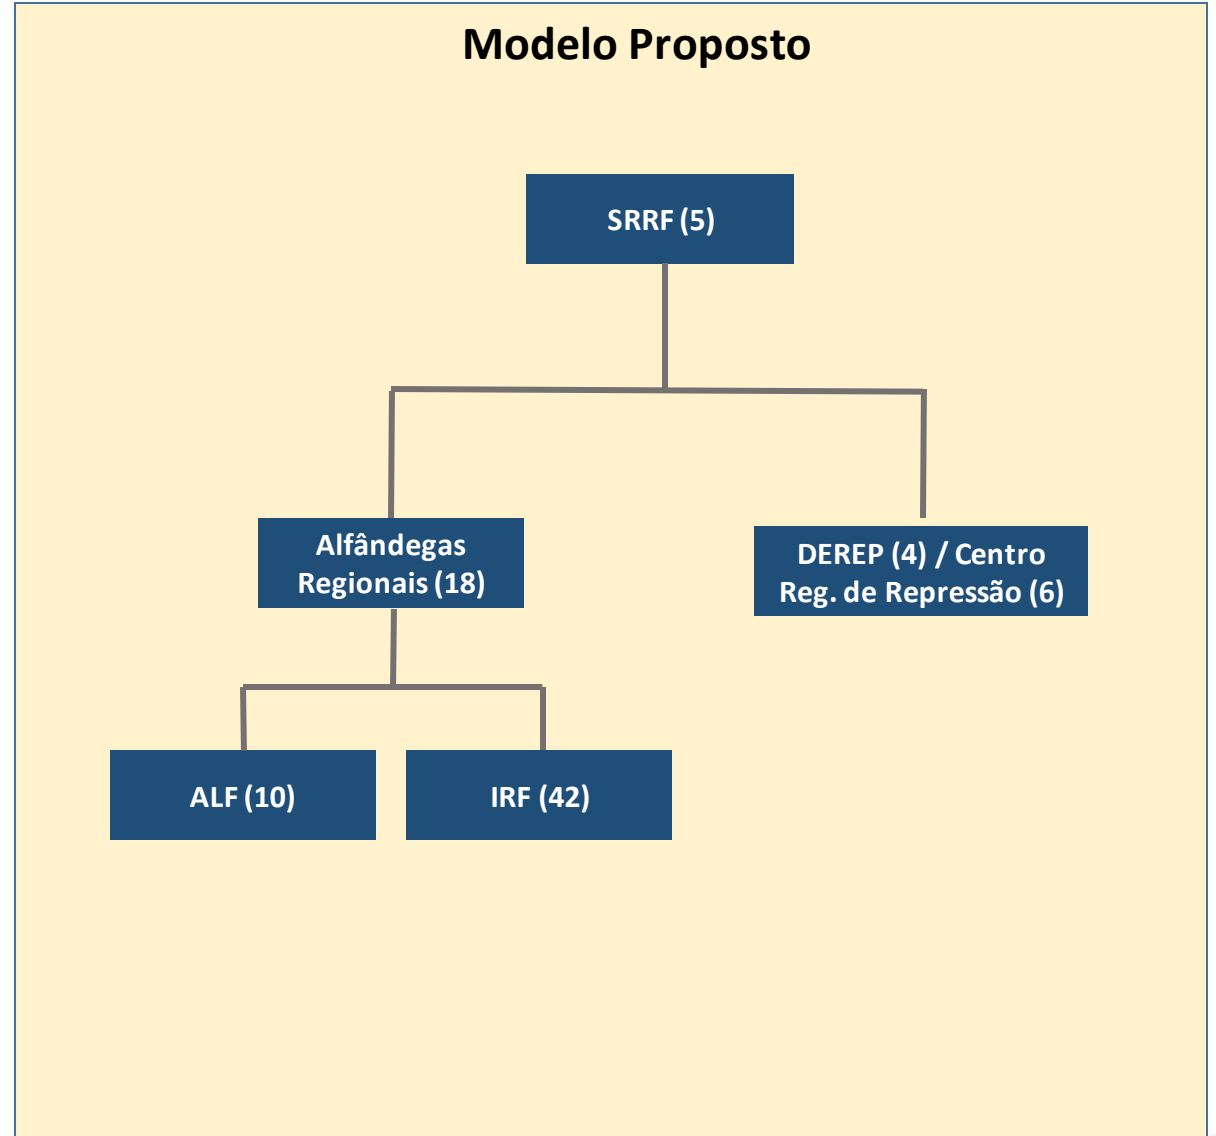 Modelo Proposto
SRRF (5)
Alfândegas
Regionais (18)
DEREP (4) / Centro
Reg. de Repressão (6)
ALF (10)
IRF (42)